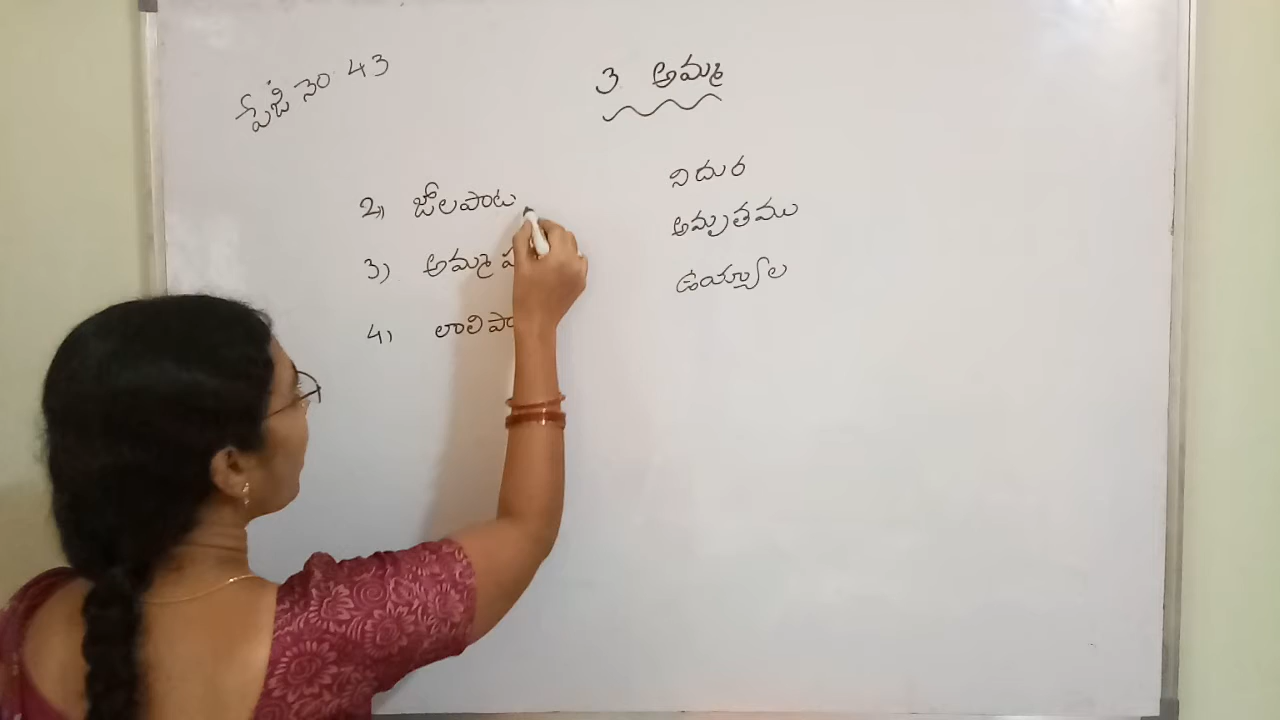 పేజీ నెం 43
3 అమ్మ
2) జోలపాట
3) అమ్మ
4) లాలిపా
నిదుర
అమృతము
ఉయ్యాల